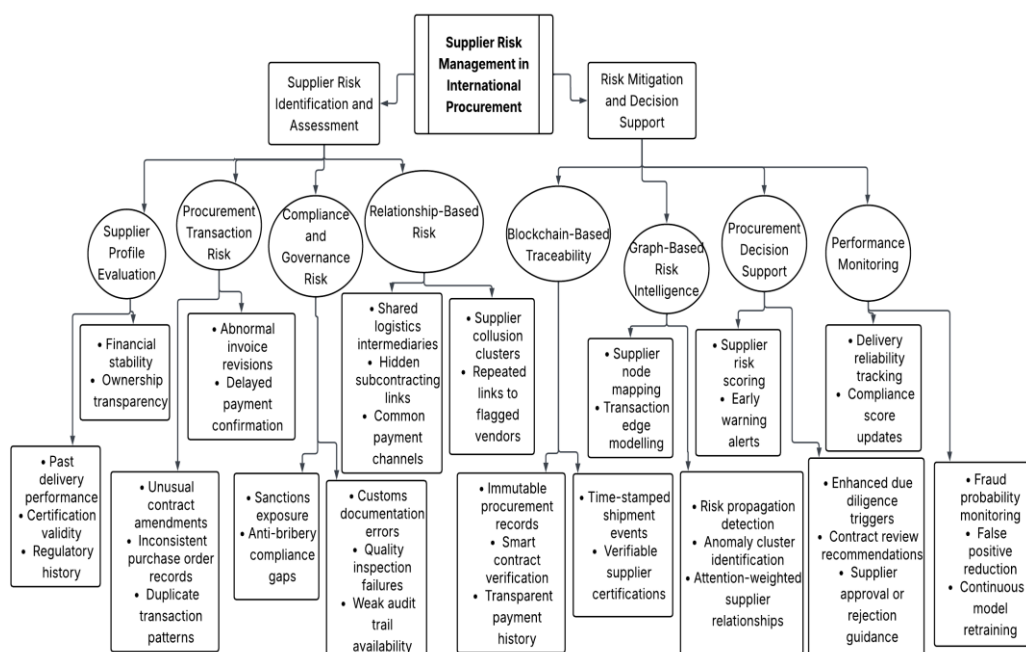 Supplier Risk
Management in
International
Procurement
Supplier Risk
Identification and
Assessment
Risk Mitigation
and Decision
Support
Supplier
Profile
Evaluation
Procurement
Transaction
Risk
Compliance
and
Governance
Risk
Relationship-Based
Risk
Blockchain-Based
Traceability
Graph-Based
Risk
Intelligence
Procurement
Decision
Support
Performance
Monitoring
• Financial
stability
• Ownership
transparency
• Abnormal
invoice
revisions
• Delayed
payment
confirmation
• Shared
logistics
intermediaries
• Hidden
subcontracting
links
• Common
payment
channels
• Supplier
collusion
clusters
• Repeated
links to
flagged
vendors
• Supplier
node
mapping
• Transaction
edge
modelling
• Supplier
risk
scoring
• Early
warning
alerts
• Delivery
reliability
tracking
• Compliance
score
updates
• Past
delivery
performance
• Certification
validity
• Regulatory
history
• Unusual
contract
amendments
• Inconsistent
purchase order
records
• Duplicate
transaction
patterns
• Sanctions
exposure
• Anti-bribery
compliance
gaps
• Customs
documentation
errors
• Quality
inspection
failures
• Weak audit
trail
availability
• Immutable
procurement
records
• Smart
contract
verification
• Transparent
payment
history
• Time-stamped
shipment
events
• Verifiable
supplier
certifications
• Risk propagation
detection
• Anomaly cluster
identification
• Attention-weighted
supplier
relationships
• Enhanced due
diligence
triggers
• Contract review
recommendations
• Supplier
approval or
rejection
guidance
• Fraud
probability
monitoring
• False
positive
reduction
• Continuous
model
retraining